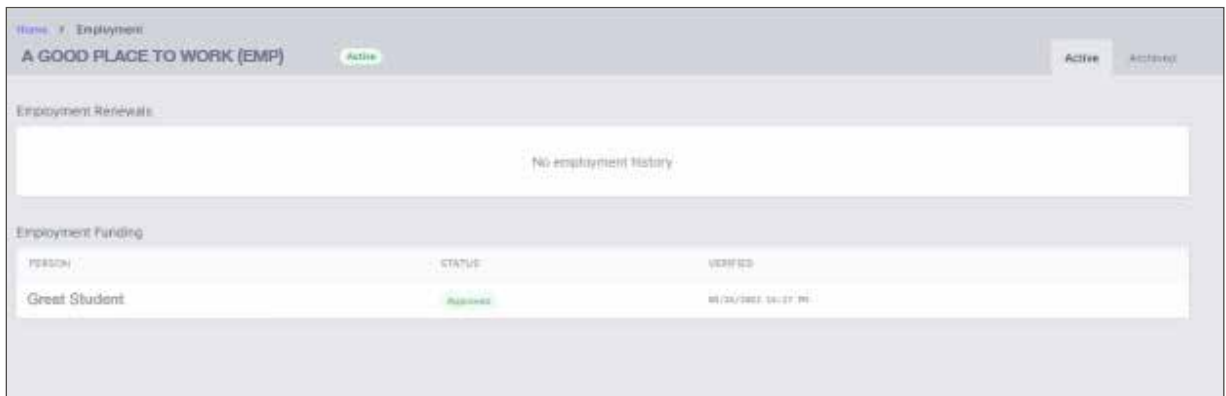 Home > Employment
A GOOD PLACE TO WORK (EMP) Active
Active Archived
Employment Renewals
No employment history
Employment Funding
PERSON STATUS VERIFIED
Great Student Approved